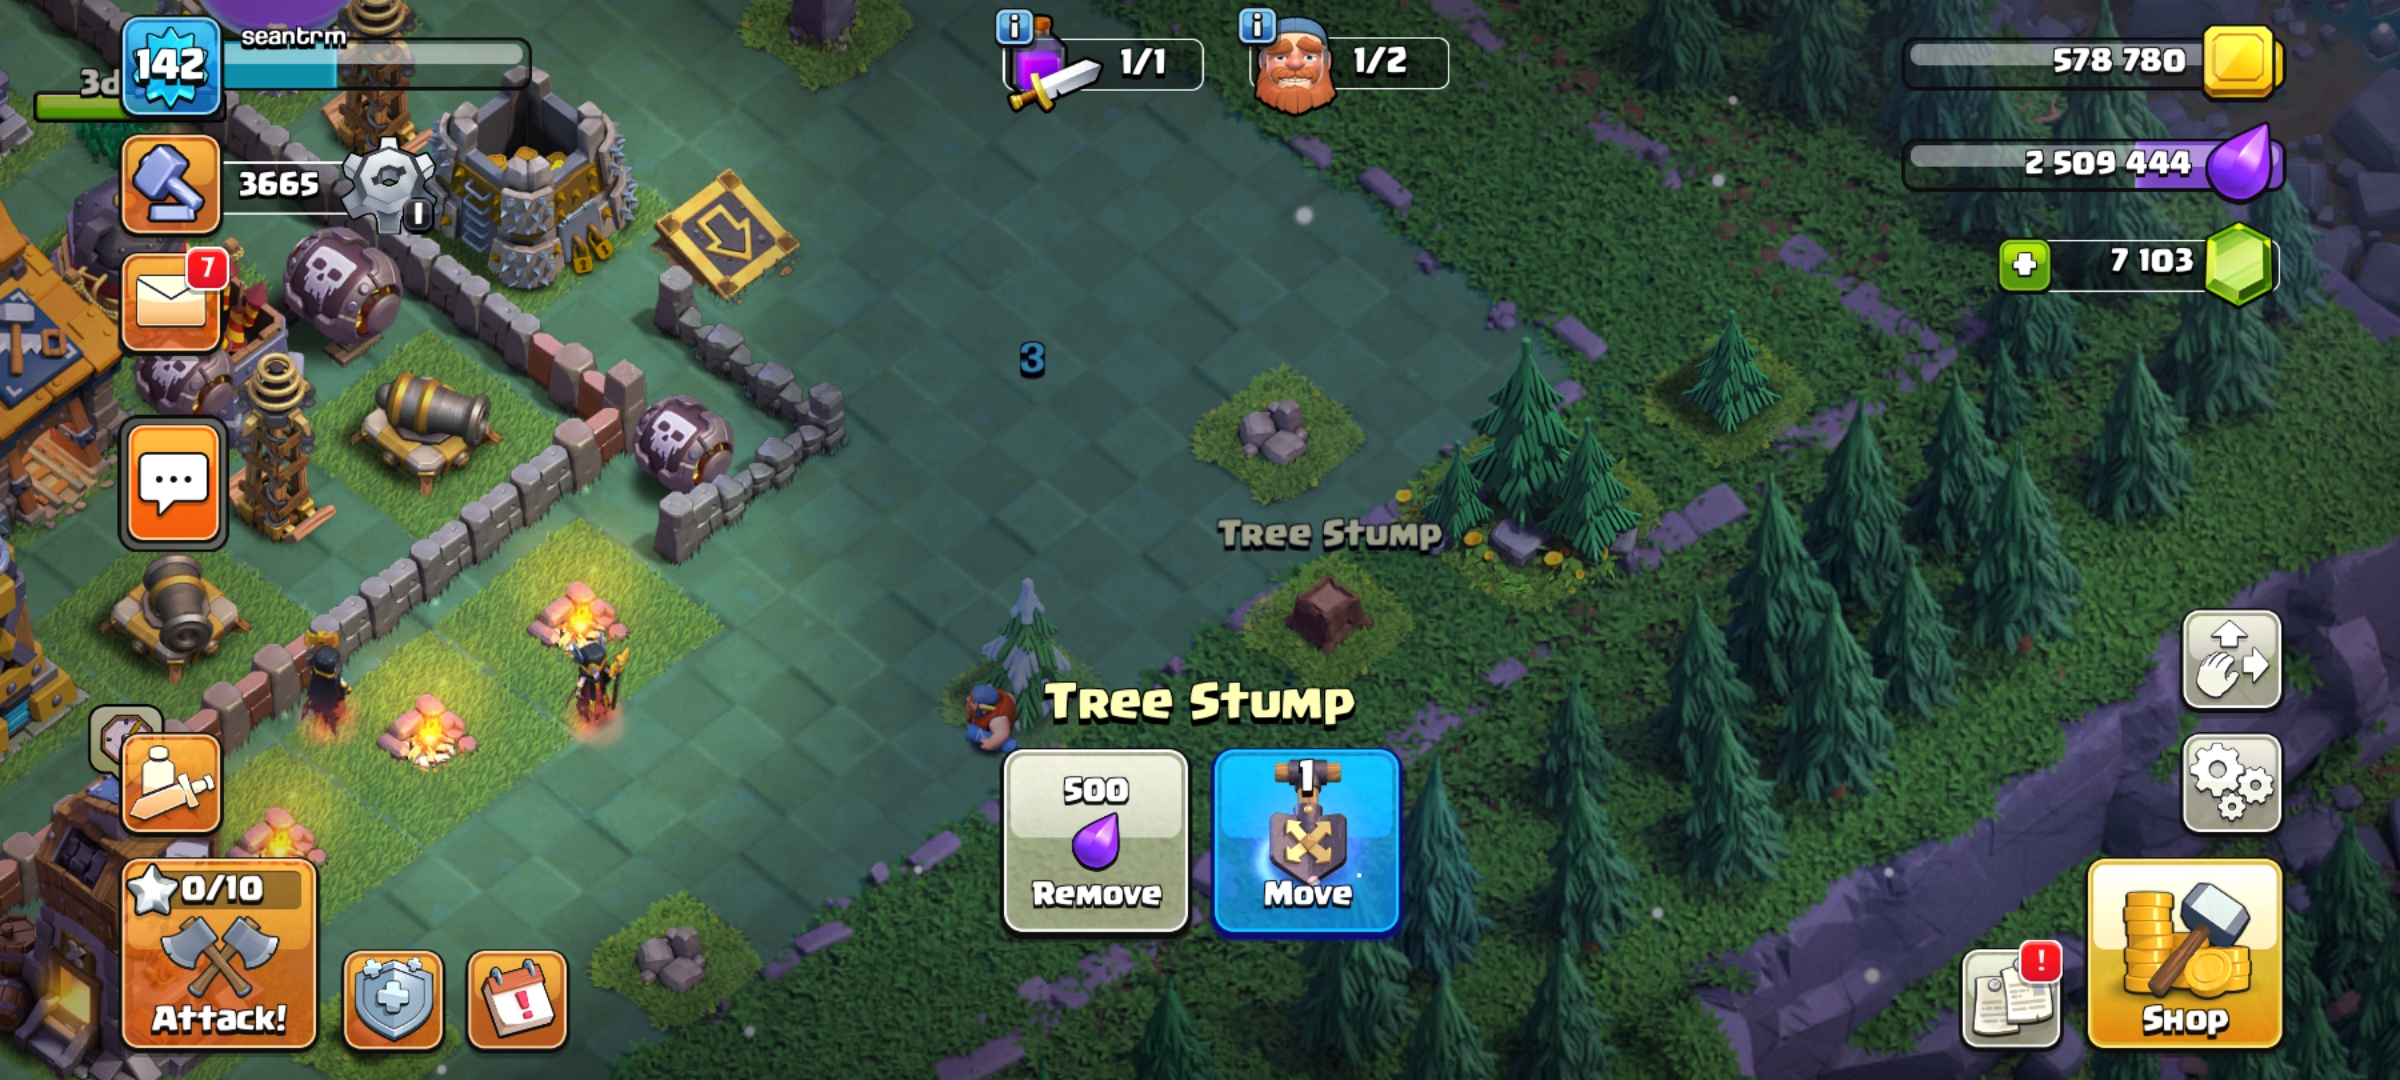 142
seantrm
1/1
1/2
578 780
3d
3665
I
2 509 444
7 103
7
3
Tree Stump
Tree Stump
500
Remove
1
Move
0/10
Attack!
!
Shop